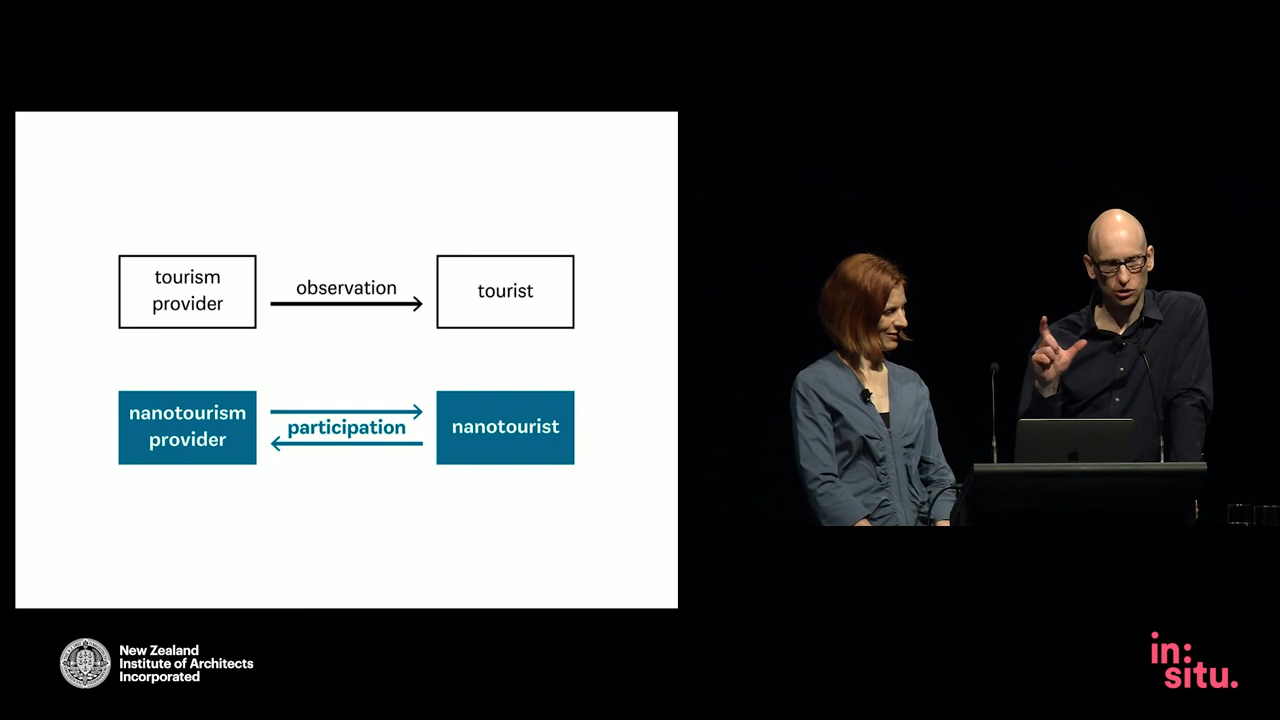 tourism
provider
observation
tourist
nanotourism
provider
participation
nanotourist
New Zealand
Institute of Architects
Incorporated
in:
situ.